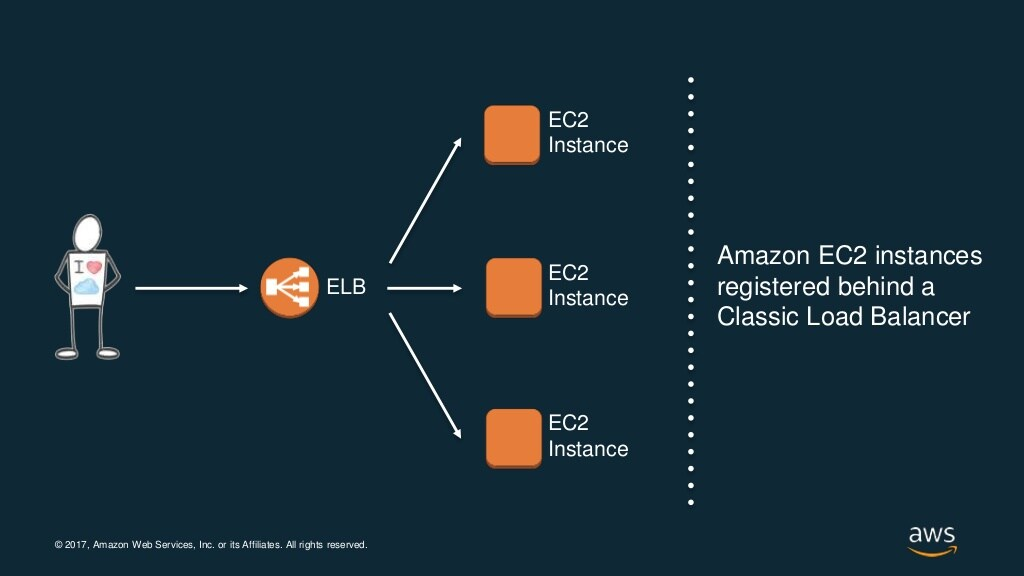 EC2
Instance
I
ELB
EC2
Instance
EC2
Instance
Amazon EC2 instances
registered behind a
Classic Load Balancer
© 2017, Amazon Web Services, Inc. or its Affiliates. All rights reserved.
aws